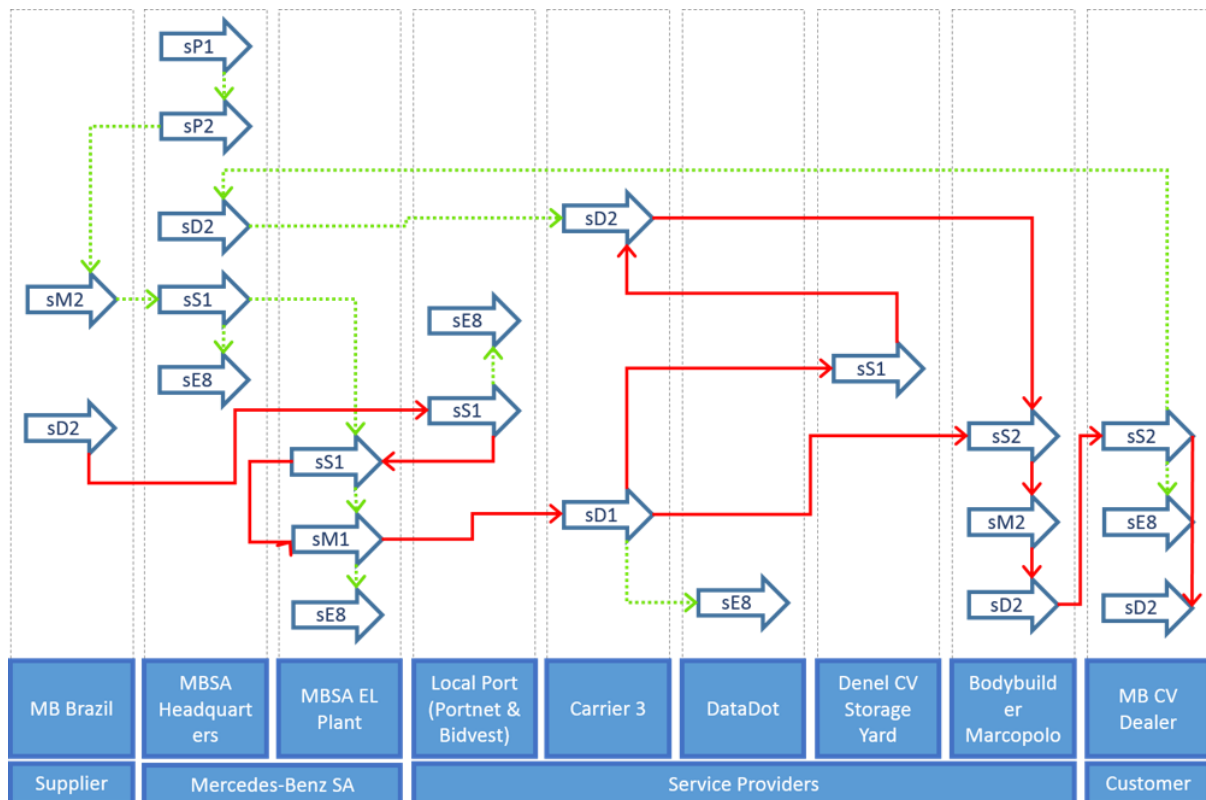 sP1
sP2
sD2
sD2
sM2
sS1
sE8
sE8
sS1
sD2
sS1
sS2
sS2
sS1
sD1
sM2
sE8
sM1
sE8
sE8
sD2
sD2
MB Brazil
MBSA
Headquart
ers
MBSA EL
Plant
Local Port
(Portnet &
Bidvest)
Carrier 3
DataDot
Denel CV
Storage
Yard
Bodybuild
er
Marcopolo
MB CV
Dealer
Supplier
Mercedes-Benz SA
Service Providers
Customer